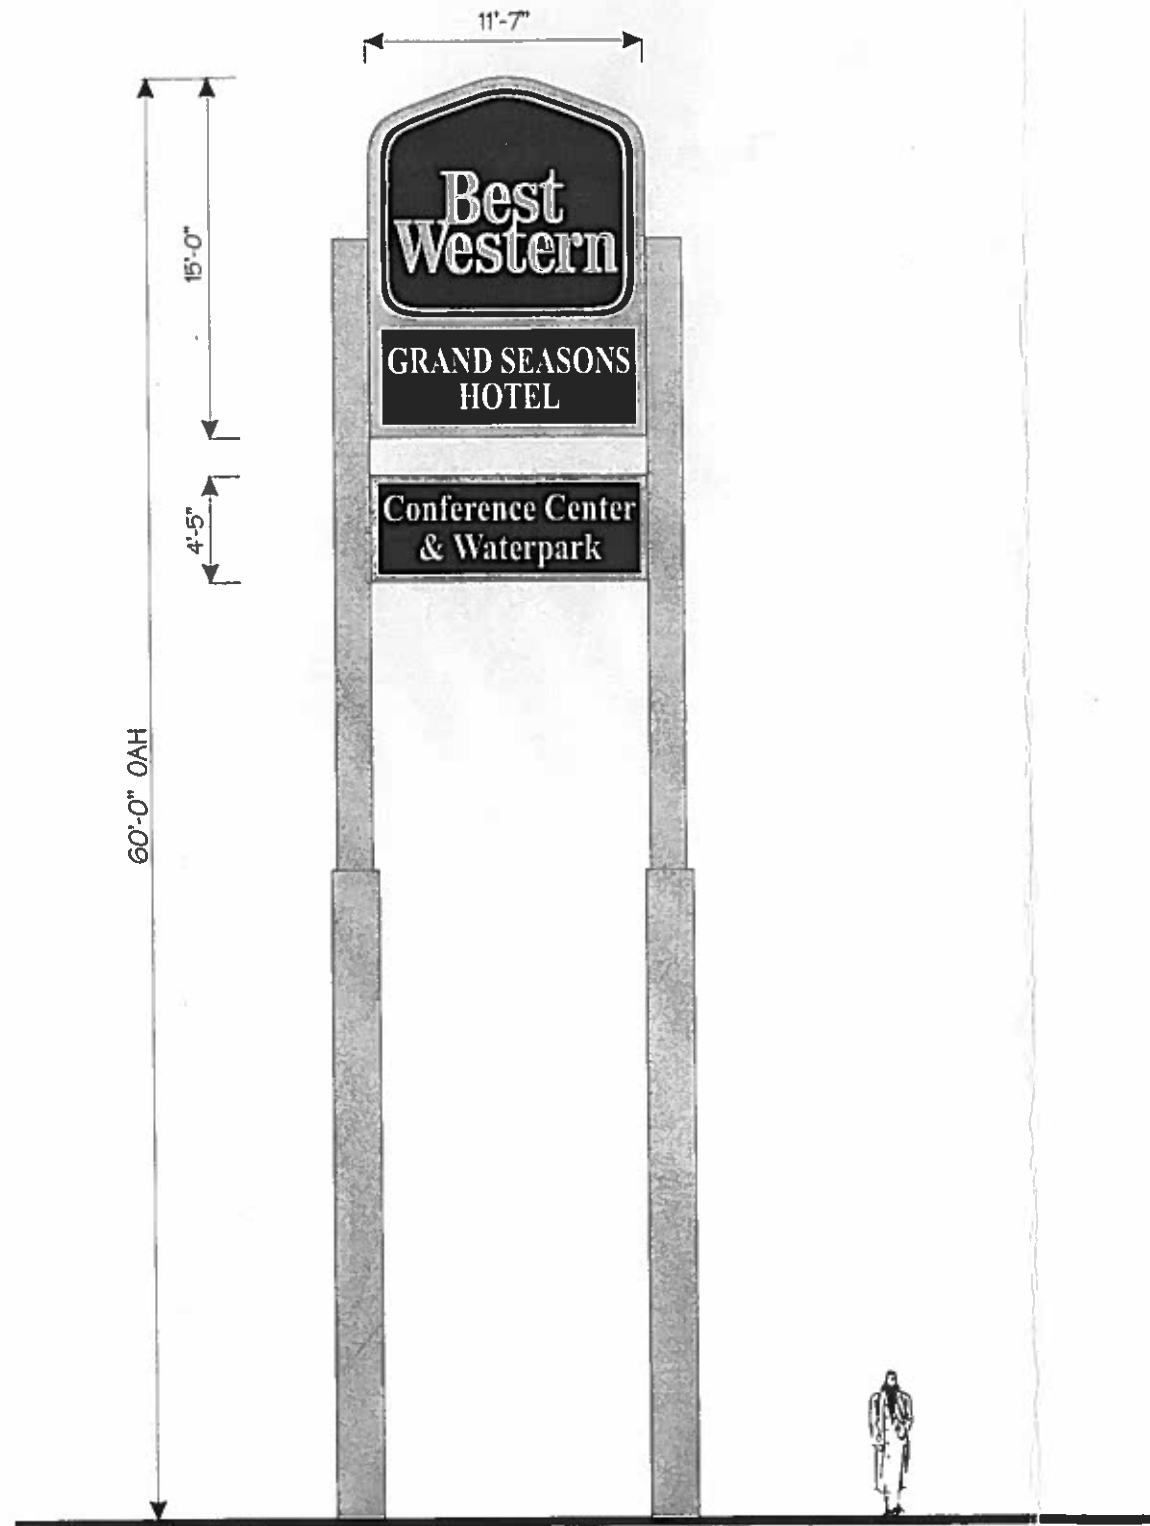 11'-7"
15'-0"
Best
Western
GRAND SEASONS
HOTEL
4'-5"
Conference Center
& Waterpark
60'-0" OAH